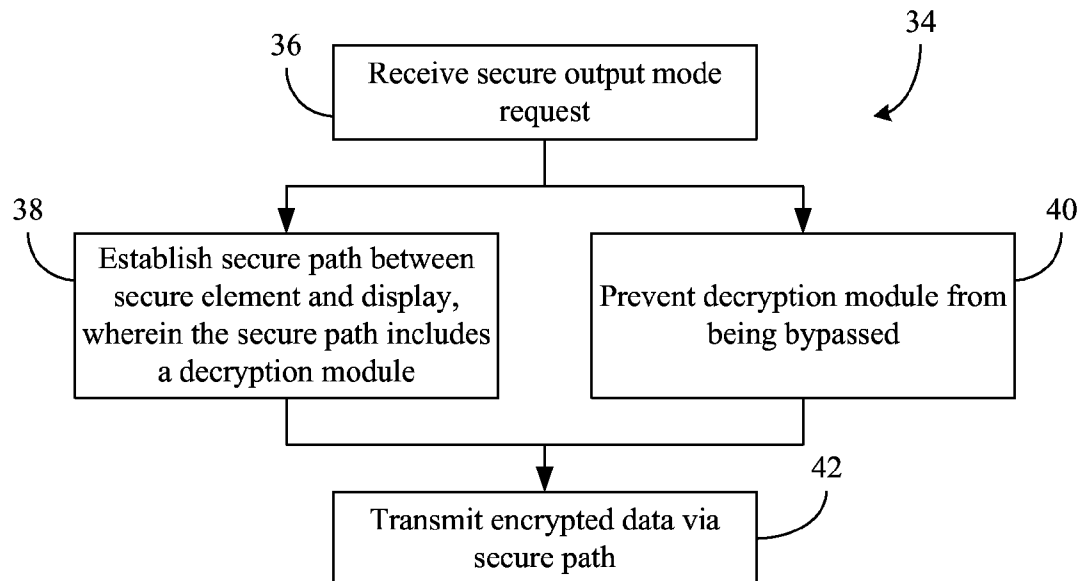 36
Receive secure output mode
request
34
38
Establish secure path between
secure element and display,
wherein the secure path includes
a decryption module
40
Prevent decryption module from
being bypassed
42
Transmit encrypted data via
secure path